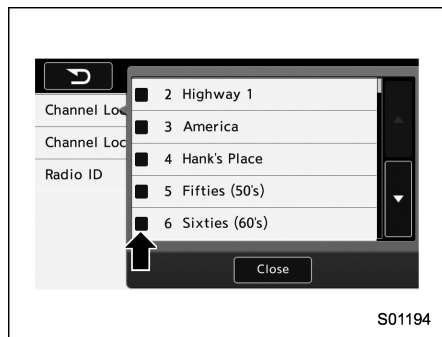 2 Highway 1
Channel Loc
3 America
Channel Loc
4 Hank's Place
Radio ID
5 Fifties (50's)
6 Sixties (60's)
Close
S01194